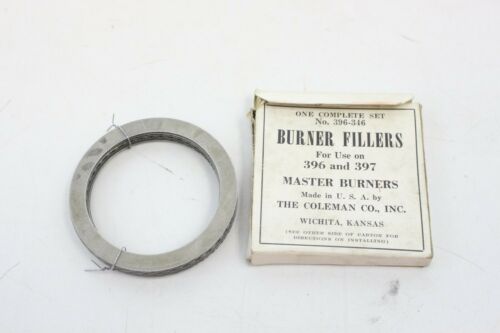 ONE COMPLETE SET
No. 396-346
BURNER FILLERS
For Use on
396 and 397
MASTER BURNERS
Made in U. S. A. by
THE COLEMAN CO., INC.
WICHITA, KANSAS
(SEE OTHER SIDE OF CARTON FOR
DIRECTIONS ON INSTALLING)